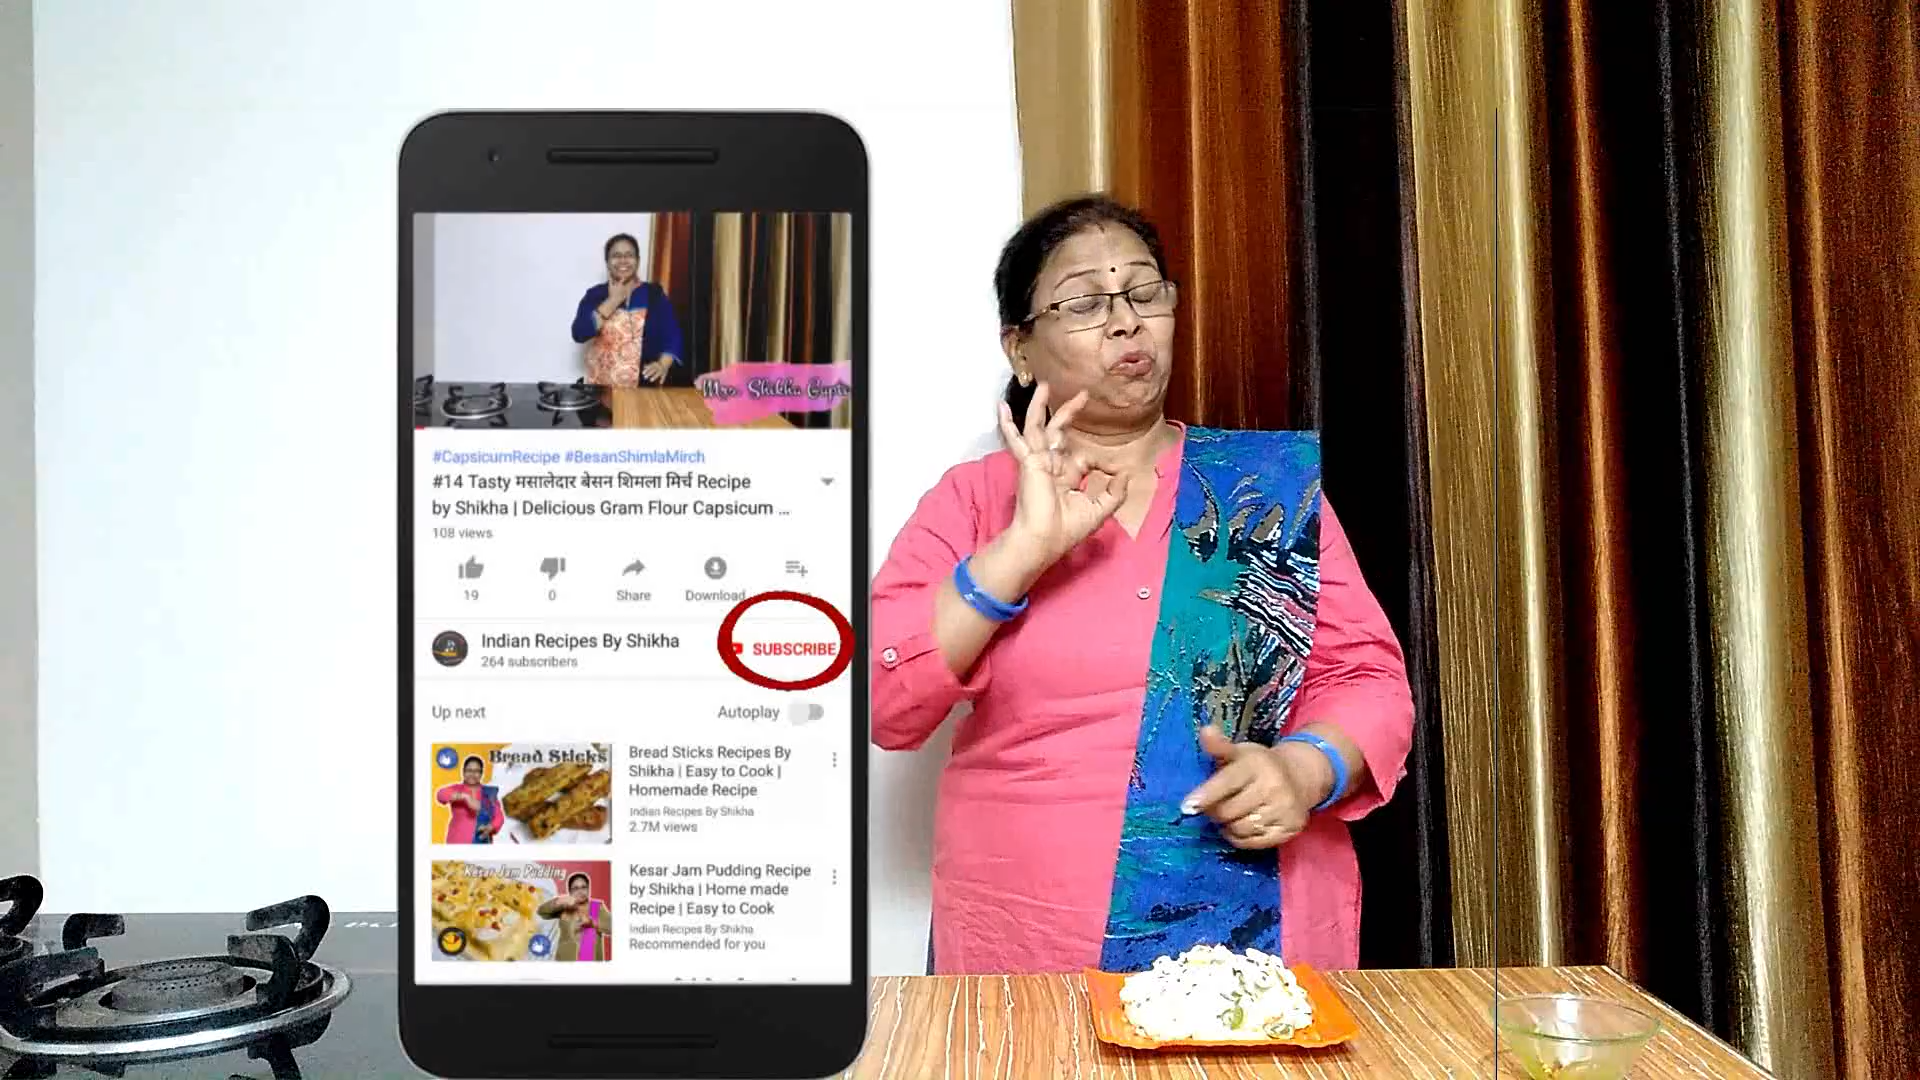 Mrs. Shikha Gupta
#CapsicumRecipe #BesanShimlaMirch
#14 Tasty मसालेदार बेसन शिमला मिर्च Recipe
by Shikha | Delicious Gram Flour Capsicum ...
108 views
19
0
Share
Download
Indian Recipes By Shikha
264 subscribers
SUBSCRIBE
Up next
Autoplay
Bread Sticks
Bread Sticks Recipes By
Shikha | Easy to Cook |
Homemade Recipe
Indian Recipes By Shikha
2.7M views
Kesar Jam Pudding
Kesar Jam Pudding Recipe
by Shikha | Home made
Recipe | Easy to Cook
Indian Recipes By Shikha
Recommended for you